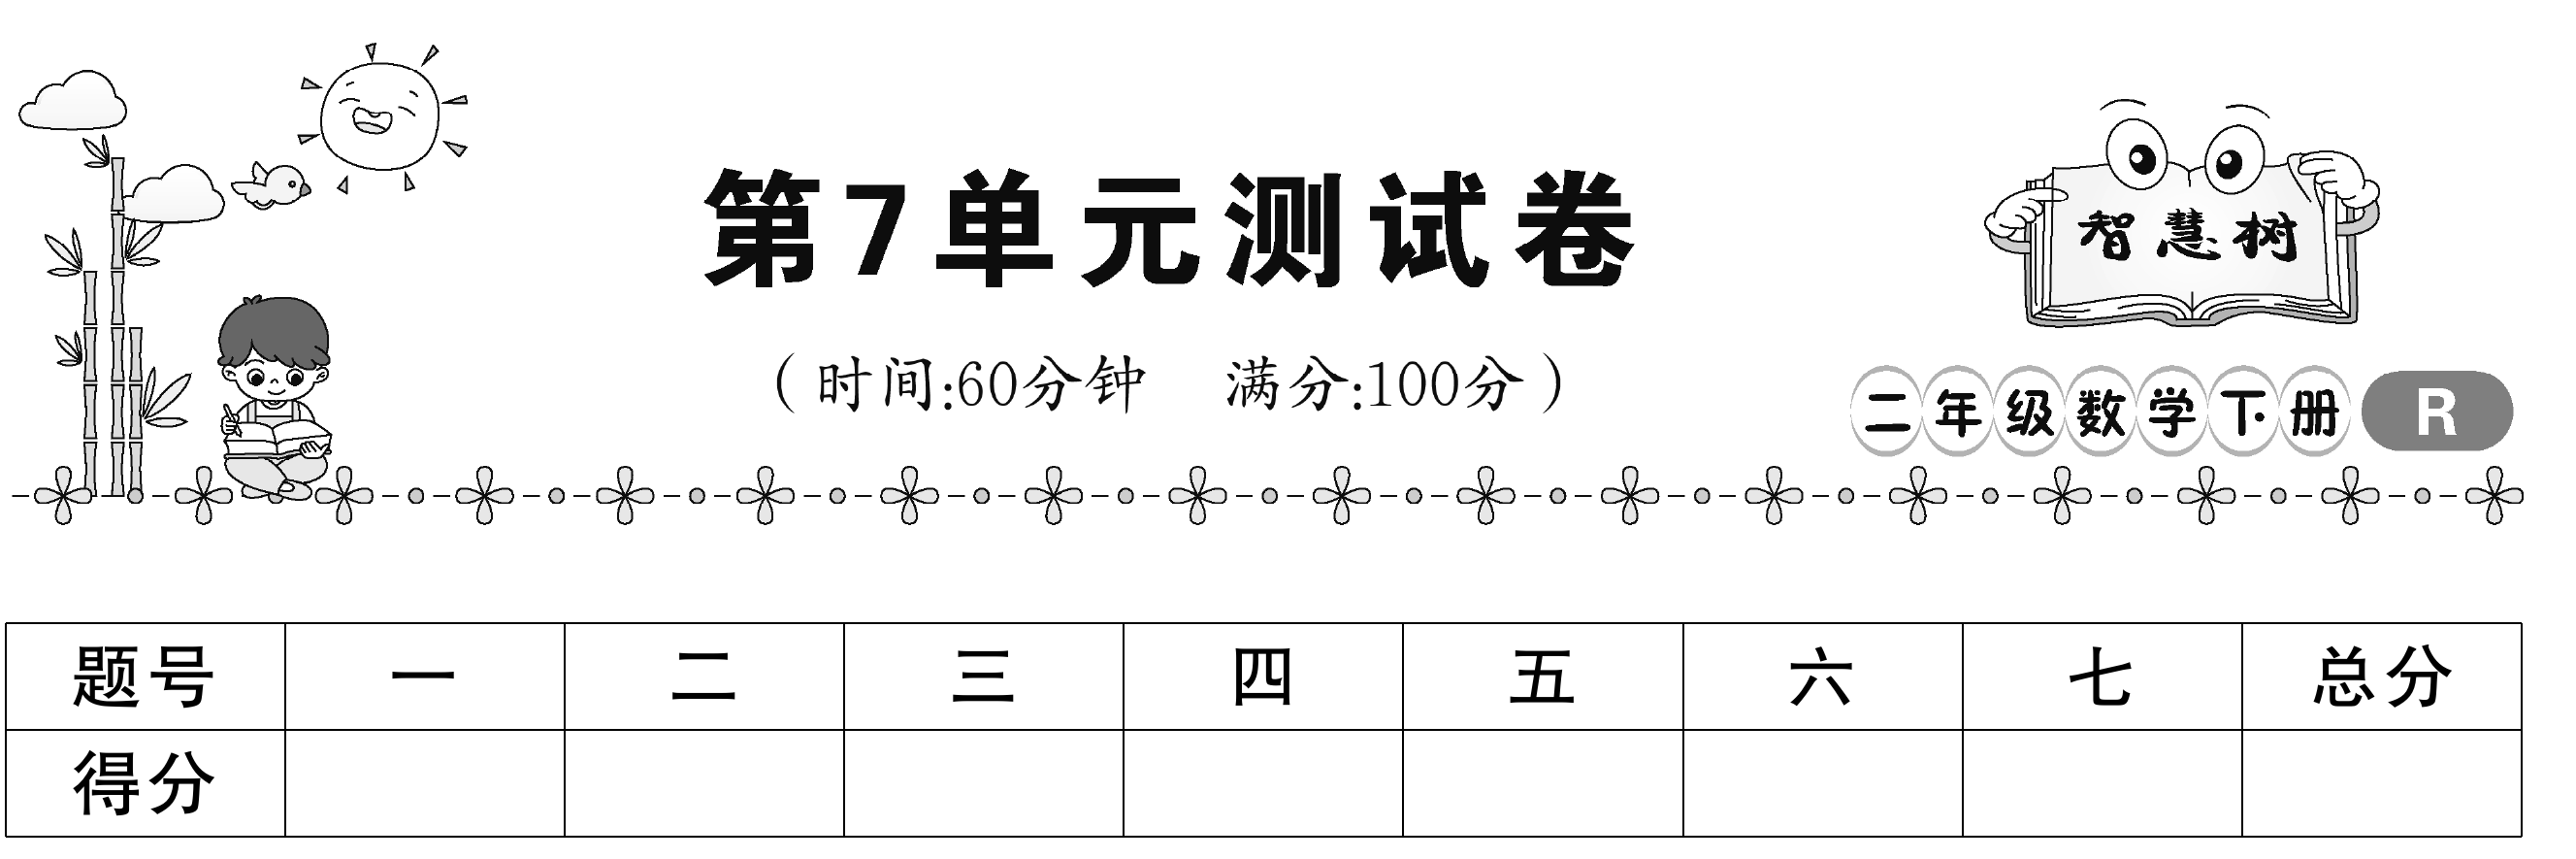 智慧树
第7单元测试卷
（时间:60分钟 满分:100分）
二年级数学下册 R
题号 一 二 三 四 五 六 七 总分
得分